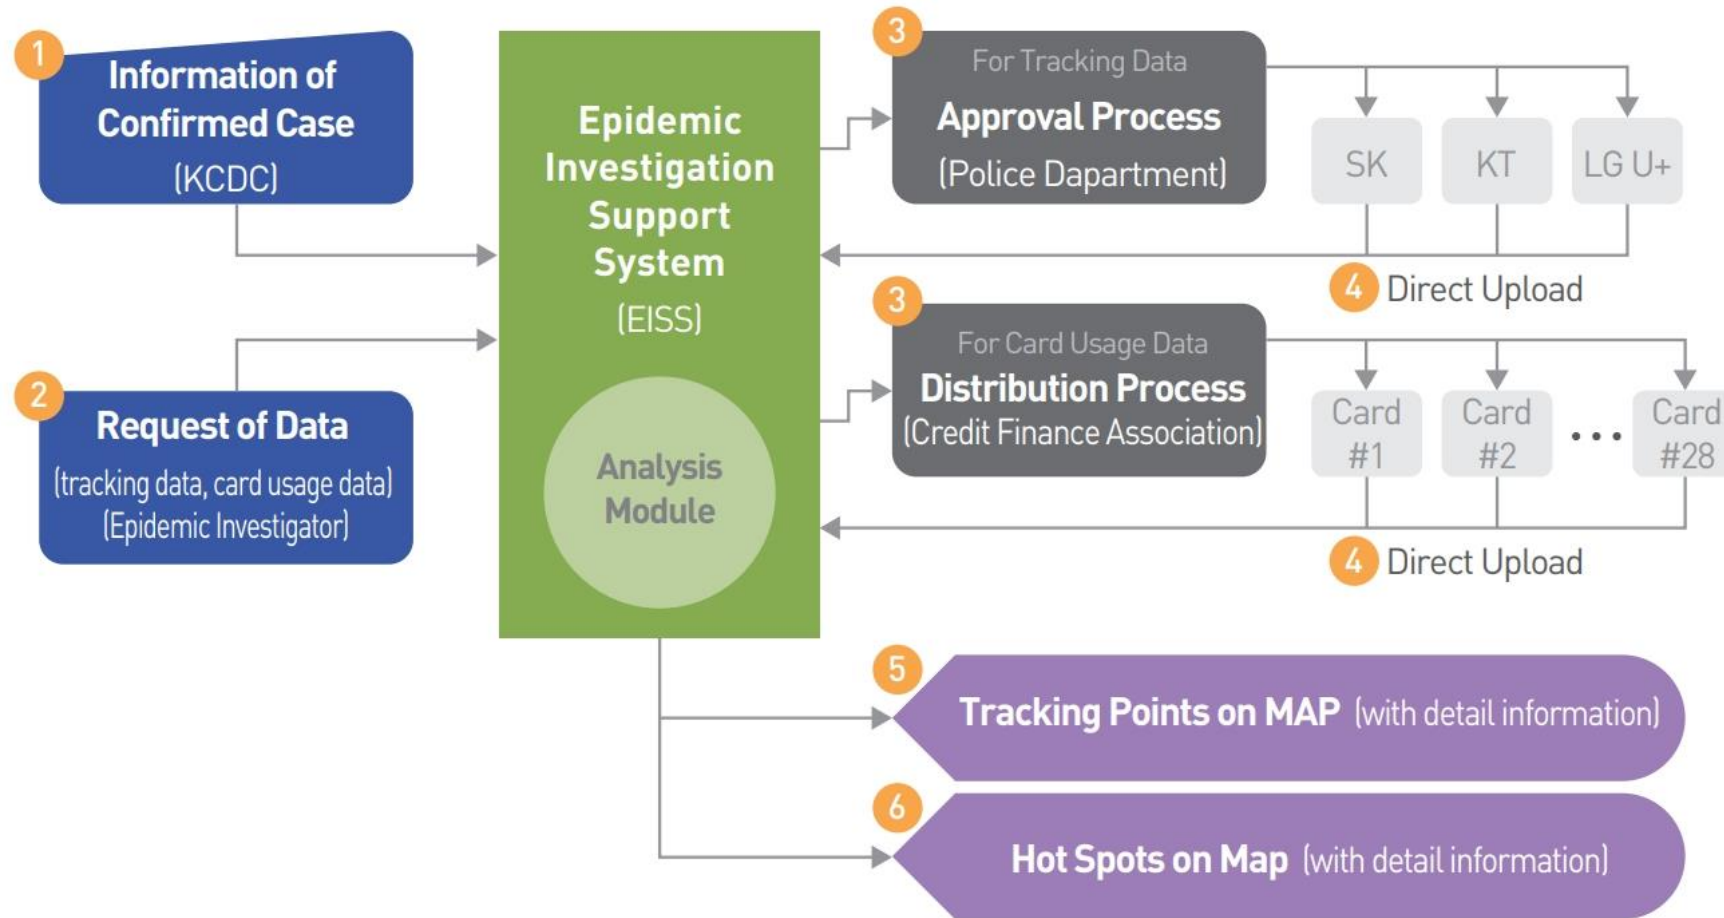 1
Information of
Confirmed Case
(KCDC)
2
Request of Data
(tracking data, card usage data)
(Epidemic Investigator)
Epidemic
Investigation
Support
System
(EISS)
Analysis
Module
3
For Tracking Data
Approval Process
(Police Dapartment)
SK
KT
LG U+
4 Direct Upload
3
For Card Usage Data
Distribution Process
(Credit Finance Association)
Card
#1
Card
#2
• • •
Card
#28
4 Direct Upload
5
Tracking Points on MAP (with detail information)
6
Hot Spots on Map (with detail information)